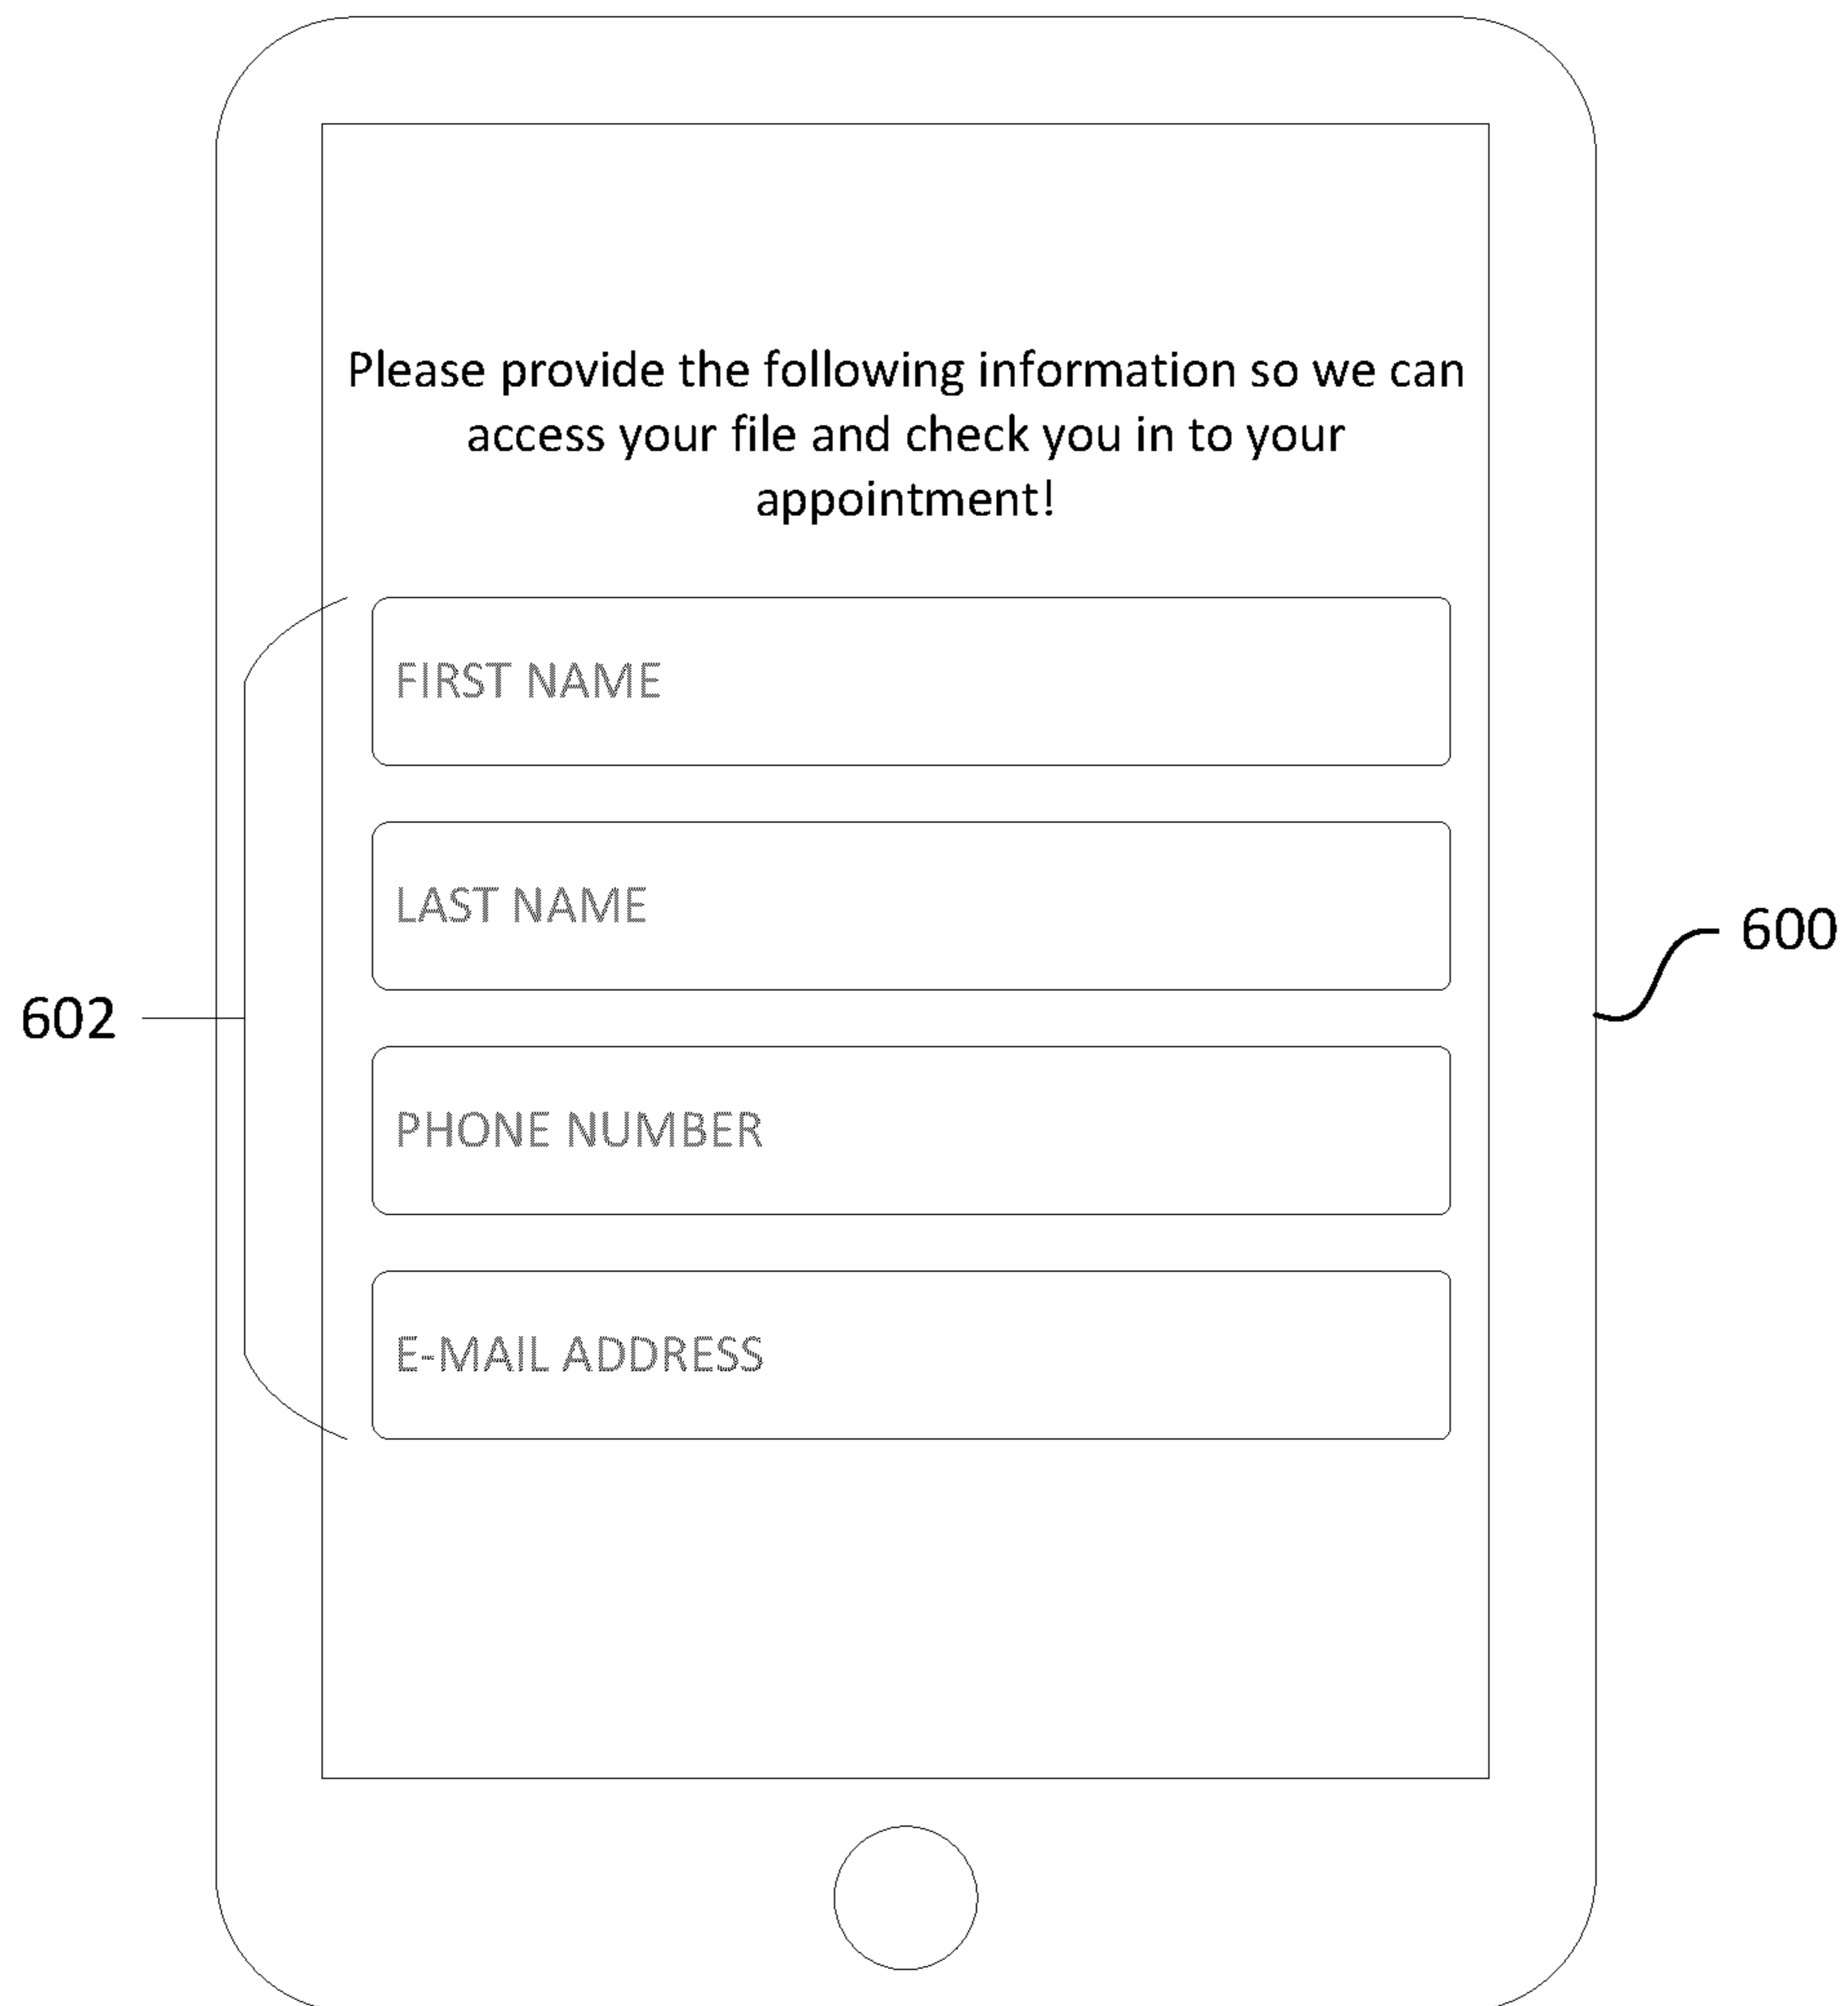 Please provide the following information so we can
access your file and check you in to your
appointment!
FIRST NAME
LAST NAME
600
602
PHONE NUMBER
E-MAIL ADDRESS